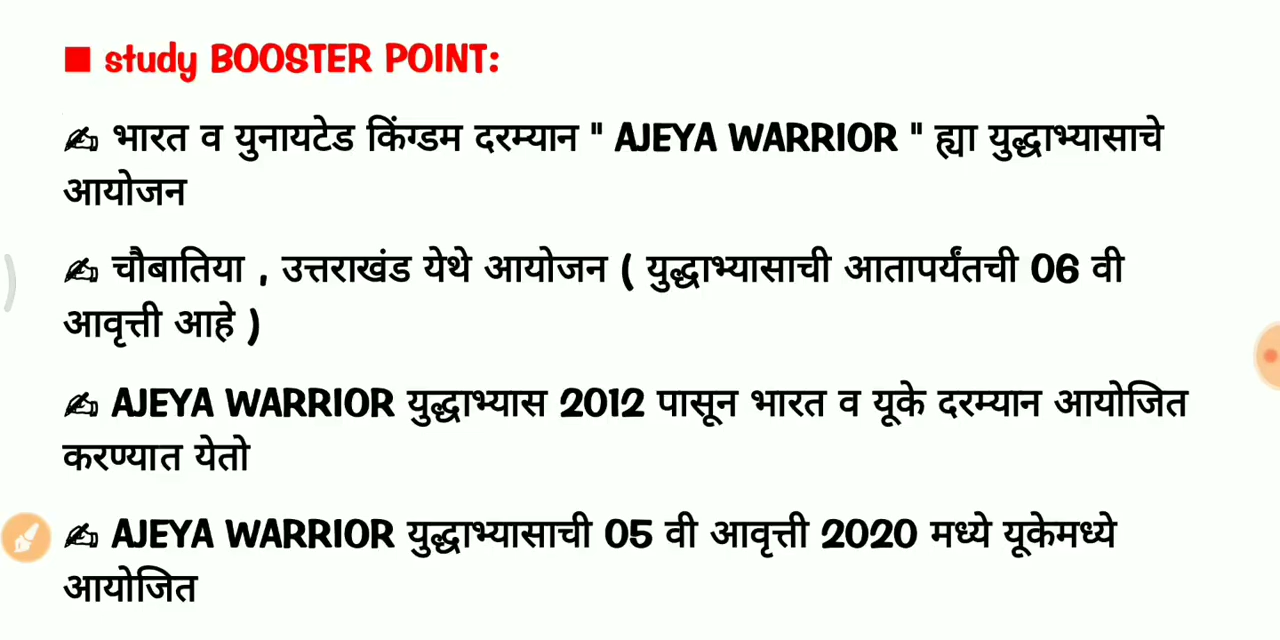 ■ study BOOSTER POINT:
✍ भारत व युनायटेड किंग्डम दरम्यान " AJEYA WARRIOR " ह्या युद्धाभ्यासाचे
आयोजन
✍ चौबातिया , उत्तराखंड येथे आयोजन ( युद्धाभ्यासाची आतापर्यंतची 06 वी
आवृत्ती आहे )
✍ AJEYA WARRIOR युद्धाभ्यास 2012 पासून भारत व यूके दरम्यान आयोजित
करण्यात येतो
✍ AJEYA WARRIOR युद्धाभ्यासाची 05 वी आवृत्ती 2020 मध्ये यूकेमध्ये
आयोजित